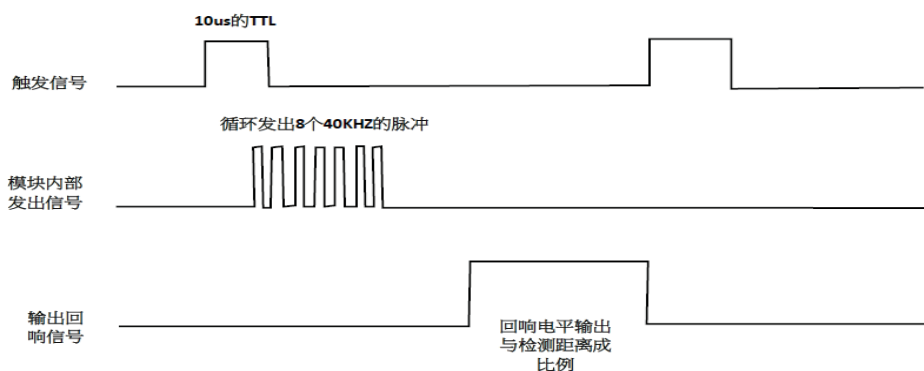 10us的TTL
触发信号
循环发出8个40KHZ的脉冲
模块内部
发出信号
输出回
响信号
回响电平输出
与检测距离成
比例